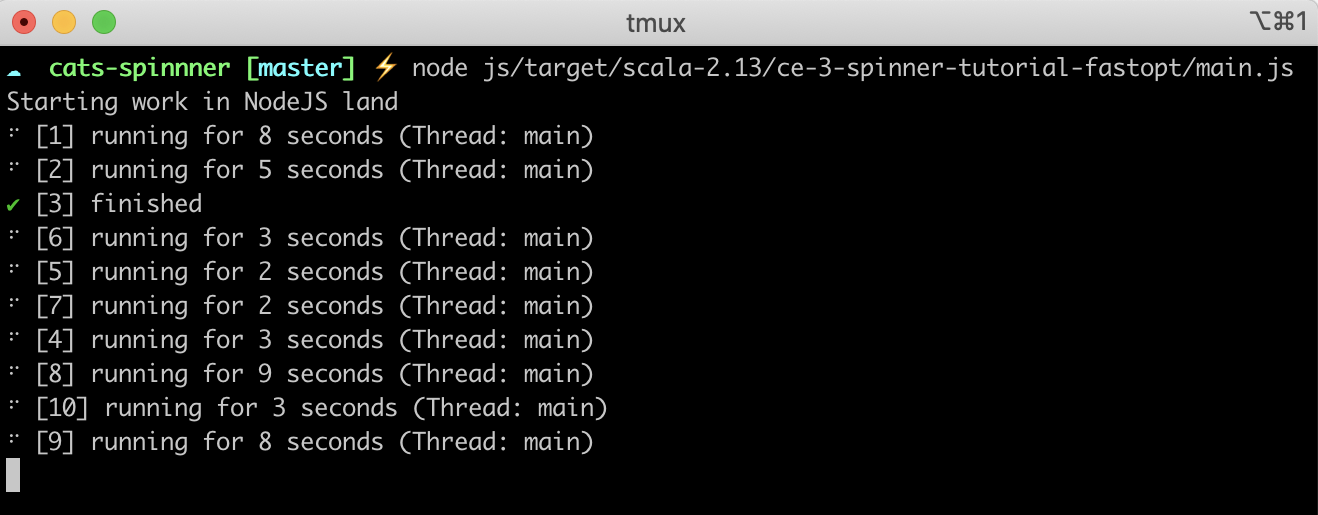 tmux
⌥⌘1
☁ cats-spinnner [master] ⚡ node js/target/scala-2.13/ce-3-spinner-tutorial-fastopt/main.js
Starting work in NodeJS land
⠋ [1] running for 8 seconds (Thread: main)
⠋ [2] running for 5 seconds (Thread: main)
✔ [3] finished
⠋ [6] running for 3 seconds (Thread: main)
⠋ [5] running for 2 seconds (Thread: main)
⠋ [7] running for 2 seconds (Thread: main)
⠋ [4] running for 3 seconds (Thread: main)
⠋ [8] running for 9 seconds (Thread: main)
⠋ [10] running for 3 seconds (Thread: main)
⠋ [9] running for 8 seconds (Thread: main)